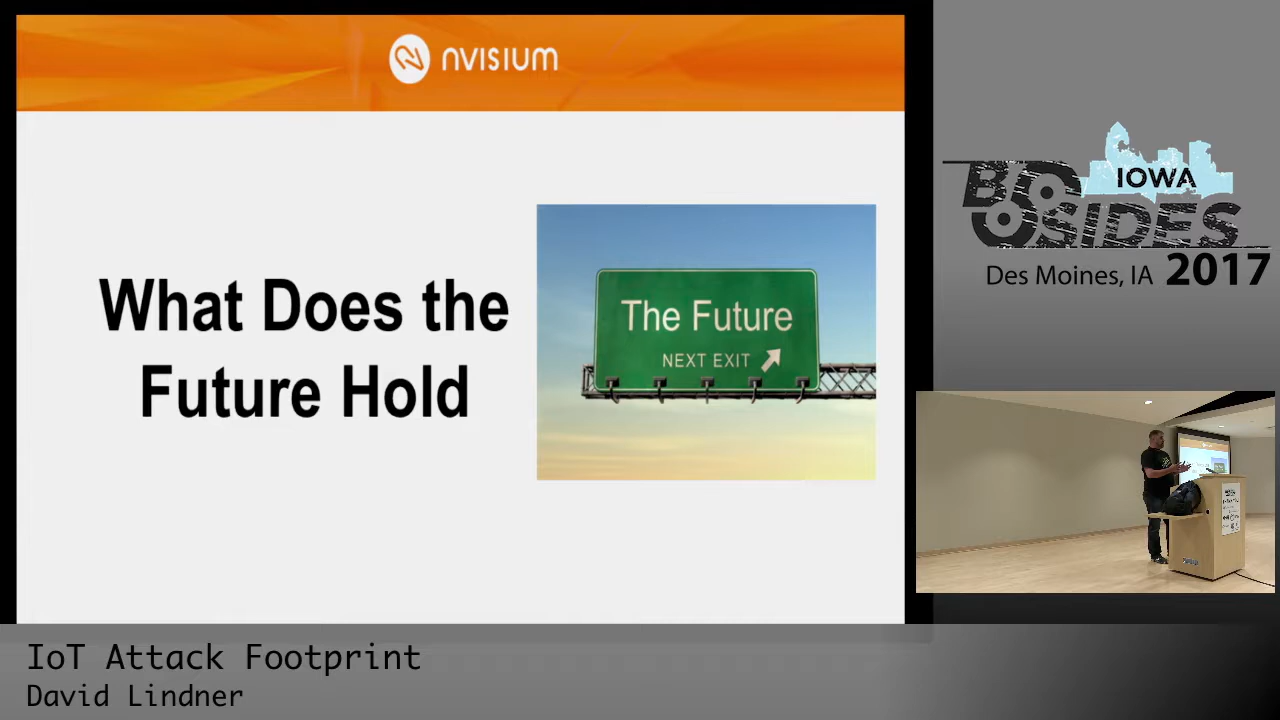 nVISIUM
What Does the
Future Hold
The Future
NEXT EXIT
IOWA
BSIDES
Des Moines, IA 2017
IoT Attack Footprint
David Lindner